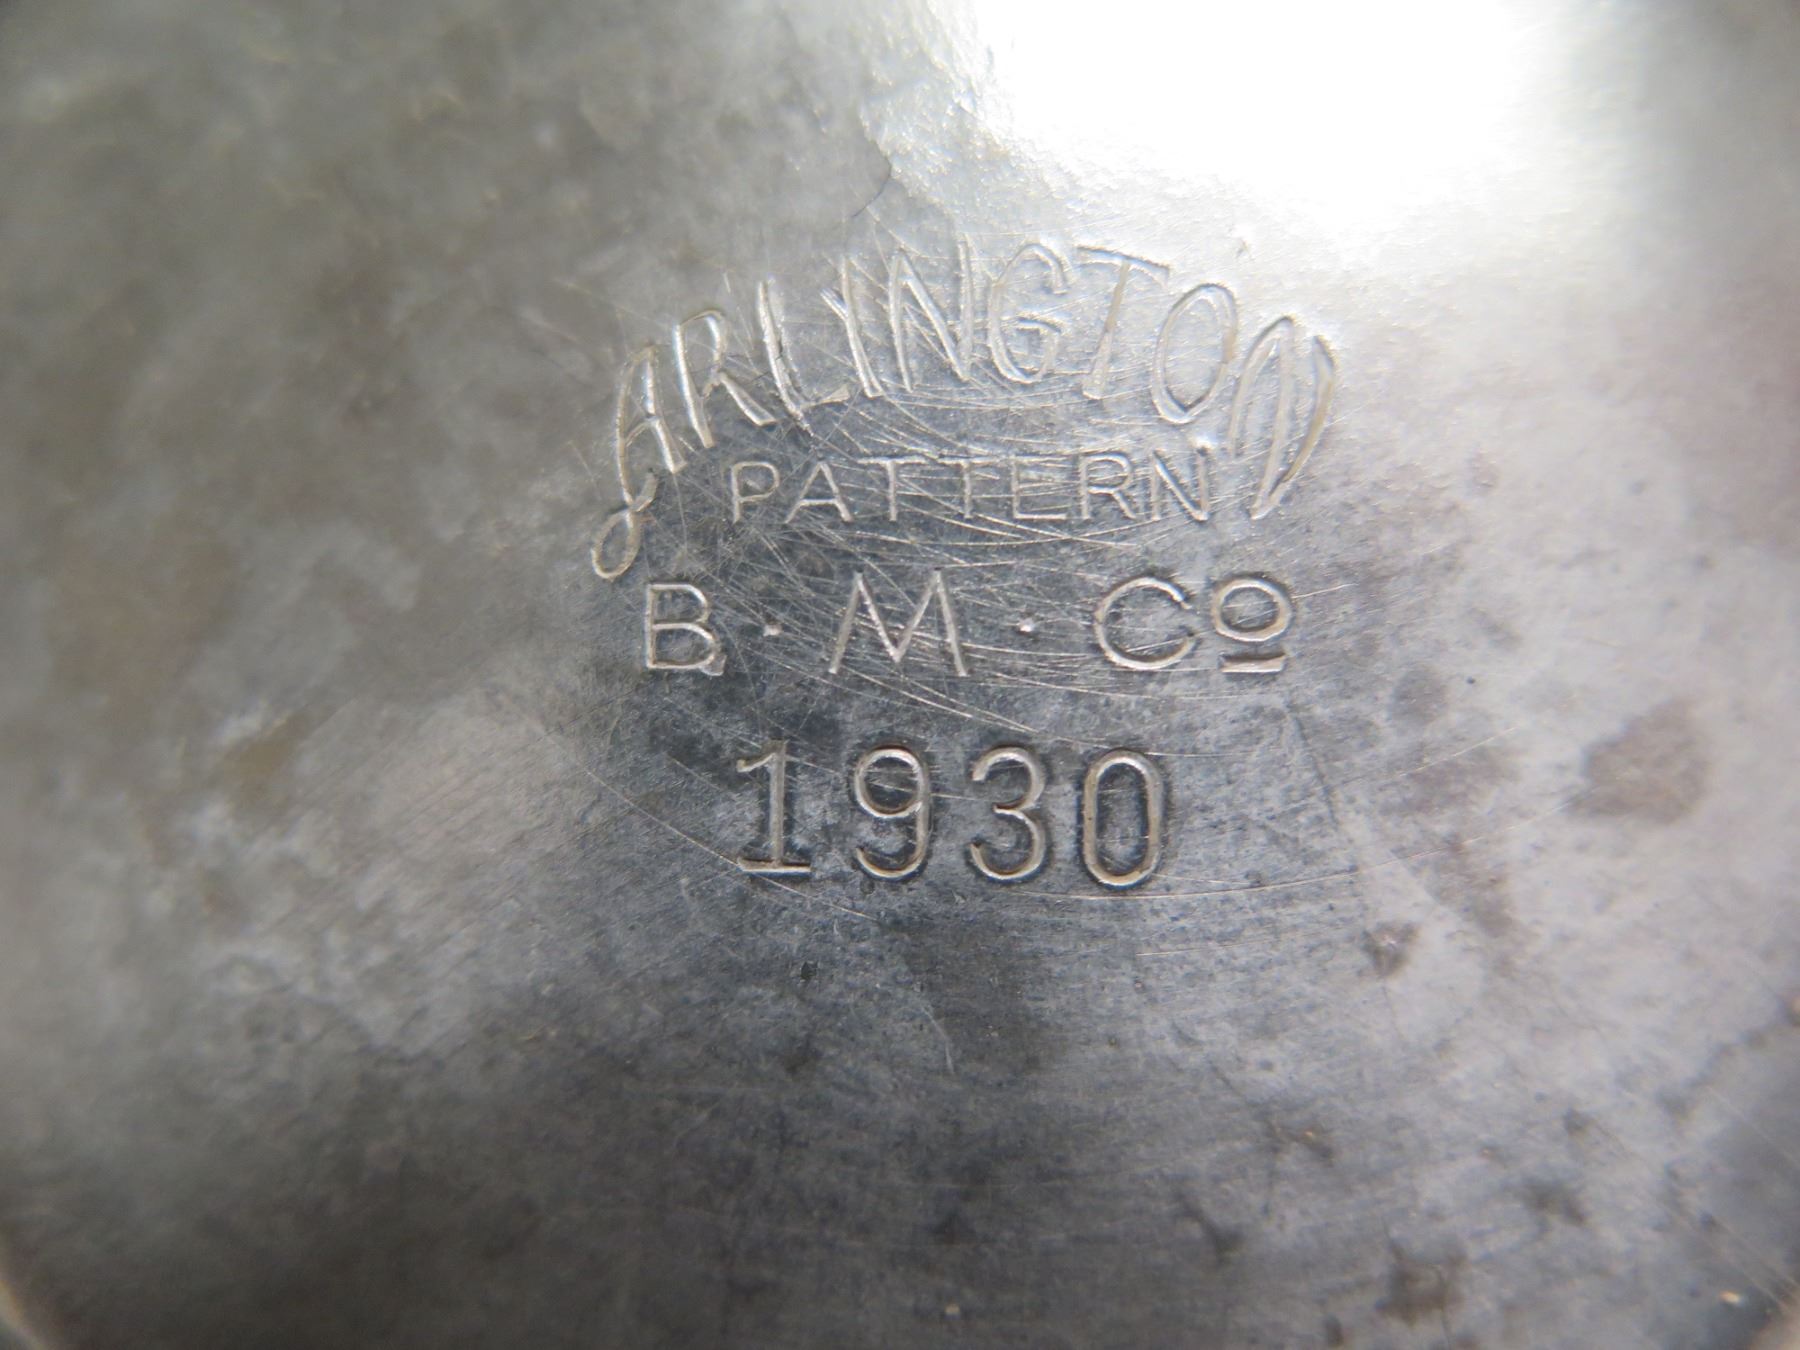 ARLINGTON
PATTERN
B·M·Cº
1930